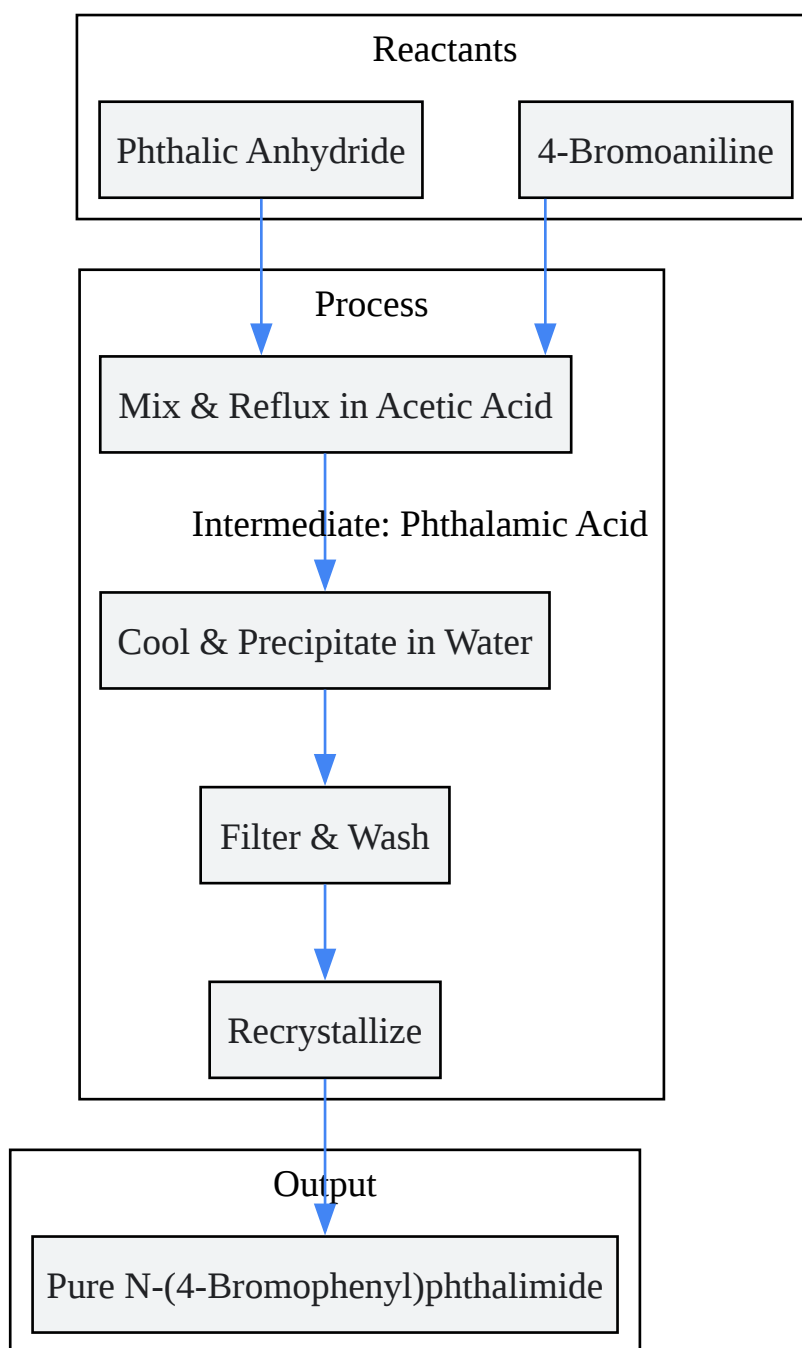 Reactants
Phthalic Anhydride
4-Bromoaniline
Process
Mix & Reflux in Acetic Acid
Intermediate: Phthalamic Acid
Cool & Precipitate in Water
Filter & Wash
Recrystallize
Output
Pure N-(4-Bromophenyl)phthalimide